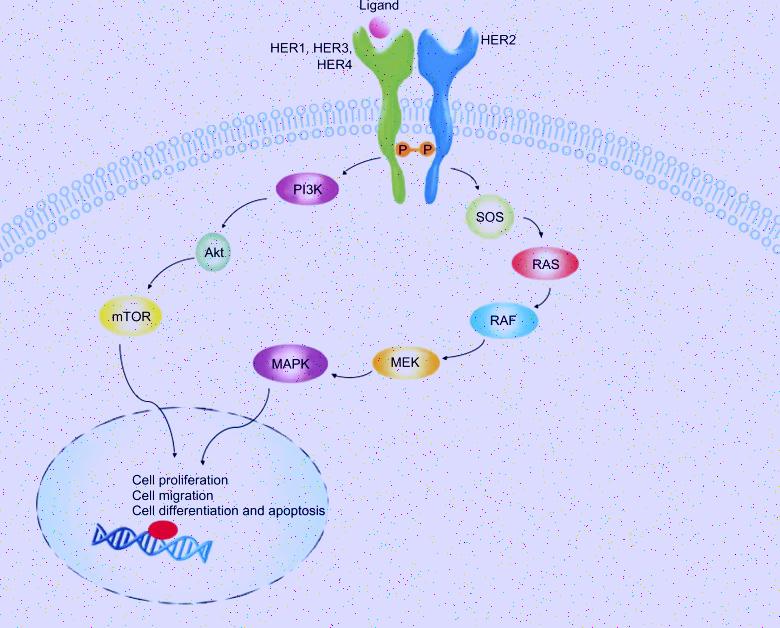 Ligand
HER1, HER3,
HER4
HER2
P P
PI3K
SOS
Akt
RAS
mTOR
RAF
MAPK
MEK
Cell proliferation
Cell migration
Cell differentiation and apoptosis